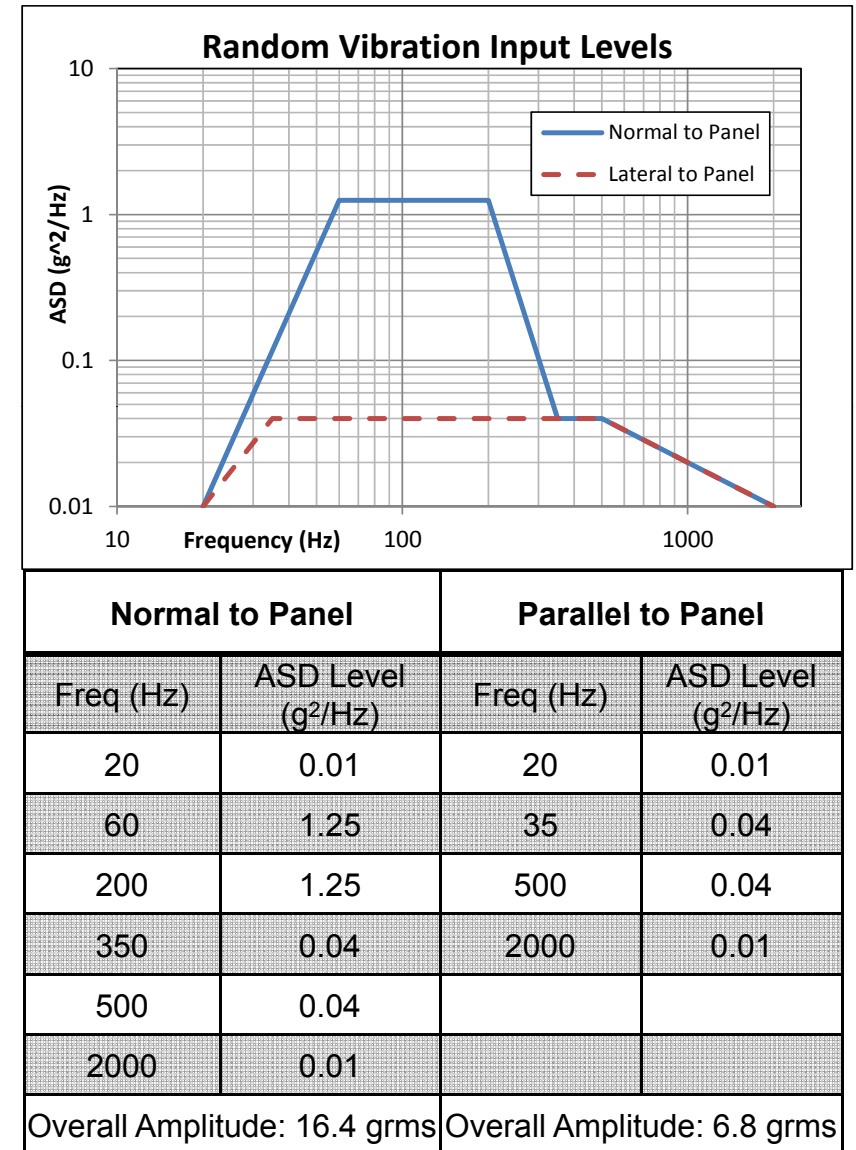 Random Vibration Input Levels
10
1
0.1
0.01
ASD (g^2/Hz)
Normal to Panel
Lateral to Panel
10 Frequency (Hz) 100 1000
Normal to Panel Parallel to Panel
Freq (Hz) ASD Level (g²/Hz) Freq (Hz) ASD Level (g²/Hz)
20 0.01 20 0.01
60 1.25 35 0.04
200 1.25 500 0.04
350 0.04 2000 0.01
500 0.04
2000 0.01
Overall Amplitude: 16.4 grms Overall Amplitude: 6.8 grms